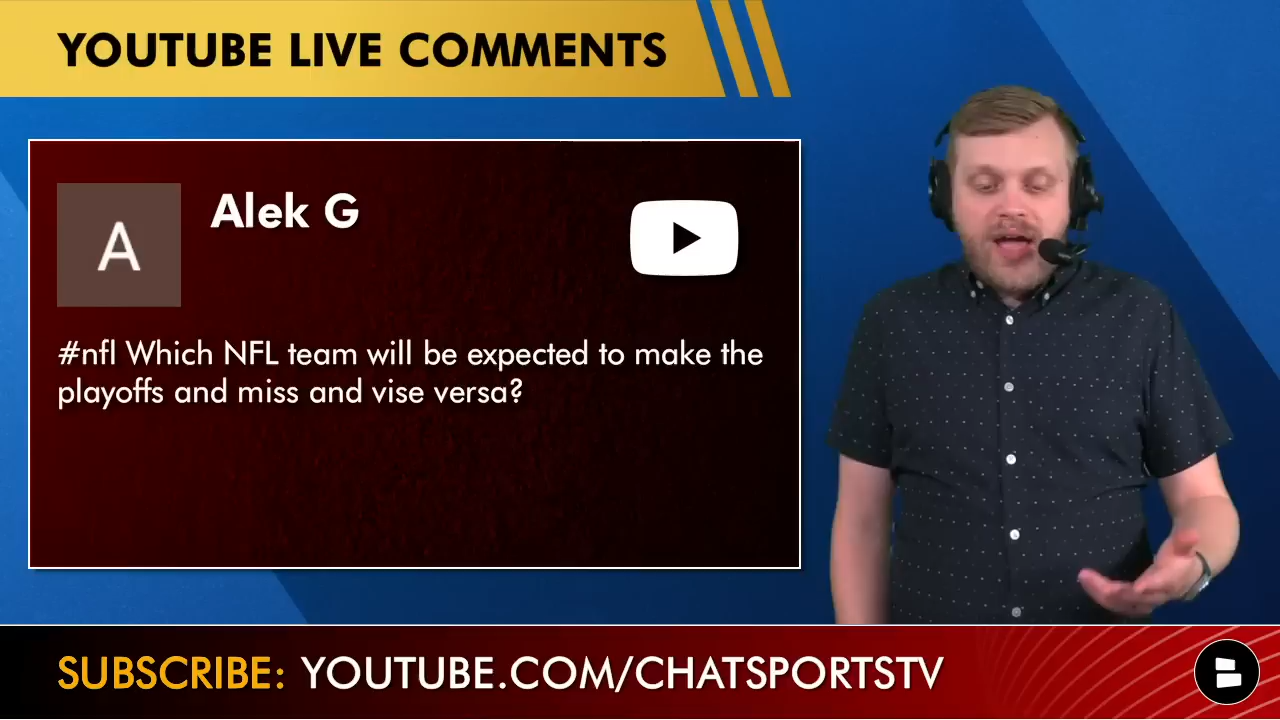 YOUTUBE LIVE COMMENTS
A
Alek G
#nfl Which NFL team will be expected to make the
playoffs and miss and vise versa?
SUBSCRIBE: YOUTUBE.COM/CHATSPORTSTV